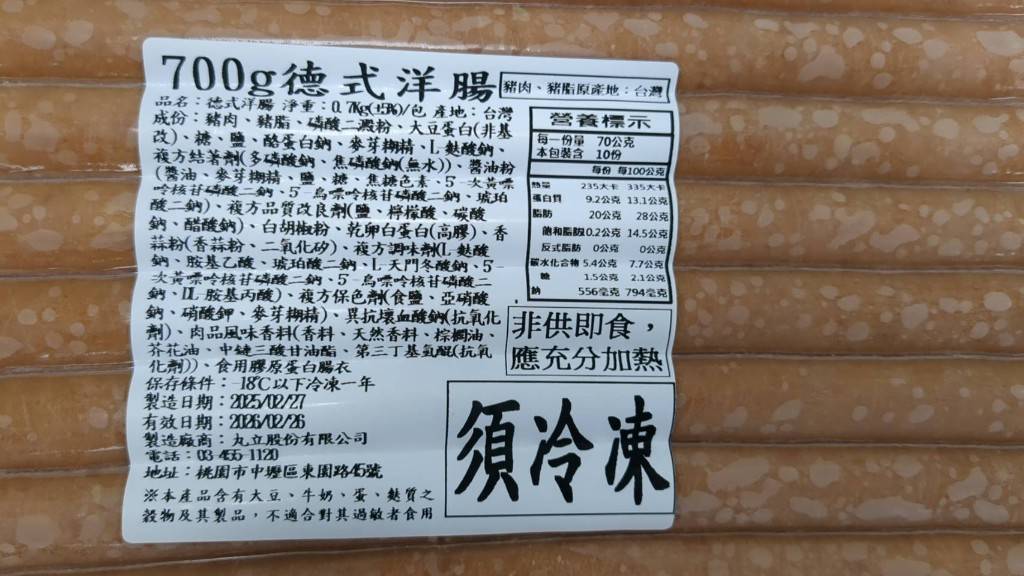 700g德式洋腸
豬肉、豬脂原產地：台灣
品名：德式洋腸 淨重：0.7Kg(±5%)/包 產地：台灣
成份：豬肉、豬脂、磷酸二澱粉、大豆蛋白(非基
改)、糖、鹽、酪蛋白鈉、麥芽糊精、L-麩酸鈉、
複方結著劑(多磷酸鈉、焦磷酸鈉(無水))、醬油粉
(醬油、麥芽糊精、鹽、糖、焦糖色素、5'-次黃嘌
呤核苷磷酸二鈉、5'-鳥嘌呤核苷磷酸二鈉、琥珀
酸二鈉)、複方品質改良劑(鹽、檸檬酸、碳酸
鈉、醋酸鈉)、白胡椒粉、乾卵白蛋白(高膠)、香
蒜粉(香蒜粉、二氧化矽)、複方調味劑(L-麩酸
鈉、胺基乙酸、琥珀酸二鈉、L-天門冬酸鈉、5'-
次黃嘌呤核苷磷酸二鈉、5'-鳥嘌呤核苷磷酸二
鈉、DL-胺基丙酸)、複方保色劑(食鹽、亞硝酸
鈉、硝酸鉀、麥芽糊精)、異抗壞血酸鈉(抗氧化
劑)、肉品風味香料(香料、天然香料、棕櫚油、
芥花油、中鏈三酸甘油酯、第三丁基氫醌(抗氧
化劑))、食用膠原蛋白腸衣
保存條件：-18℃以下冷凍一年
製造日期：2025/02/27
有效日期：2026/02/26
製造廠商：丸立股份有限公司
電話：03-455-1120
地址：桃園市中壢區東園路45號
※本產品含有大豆、牛奶、蛋、麩質之
穀物及其製品，不適合對其過敏者食用
營養標示
每一份量 70公克
本包裝含 10份
每份 每100公克
熱量 235大卡 335大卡
蛋白質 9.2公克 13.1公克
脂肪 20公克 28公克
飽和脂肪 10.2公克 14.5公克
反式脂肪 0公克 0公克
碳水化合物 5.4公克 7.7公克
糖 1.5公克 2.1公克
鈉 556毫克 794毫克
非供即食，
應充分加熱
須冷凍